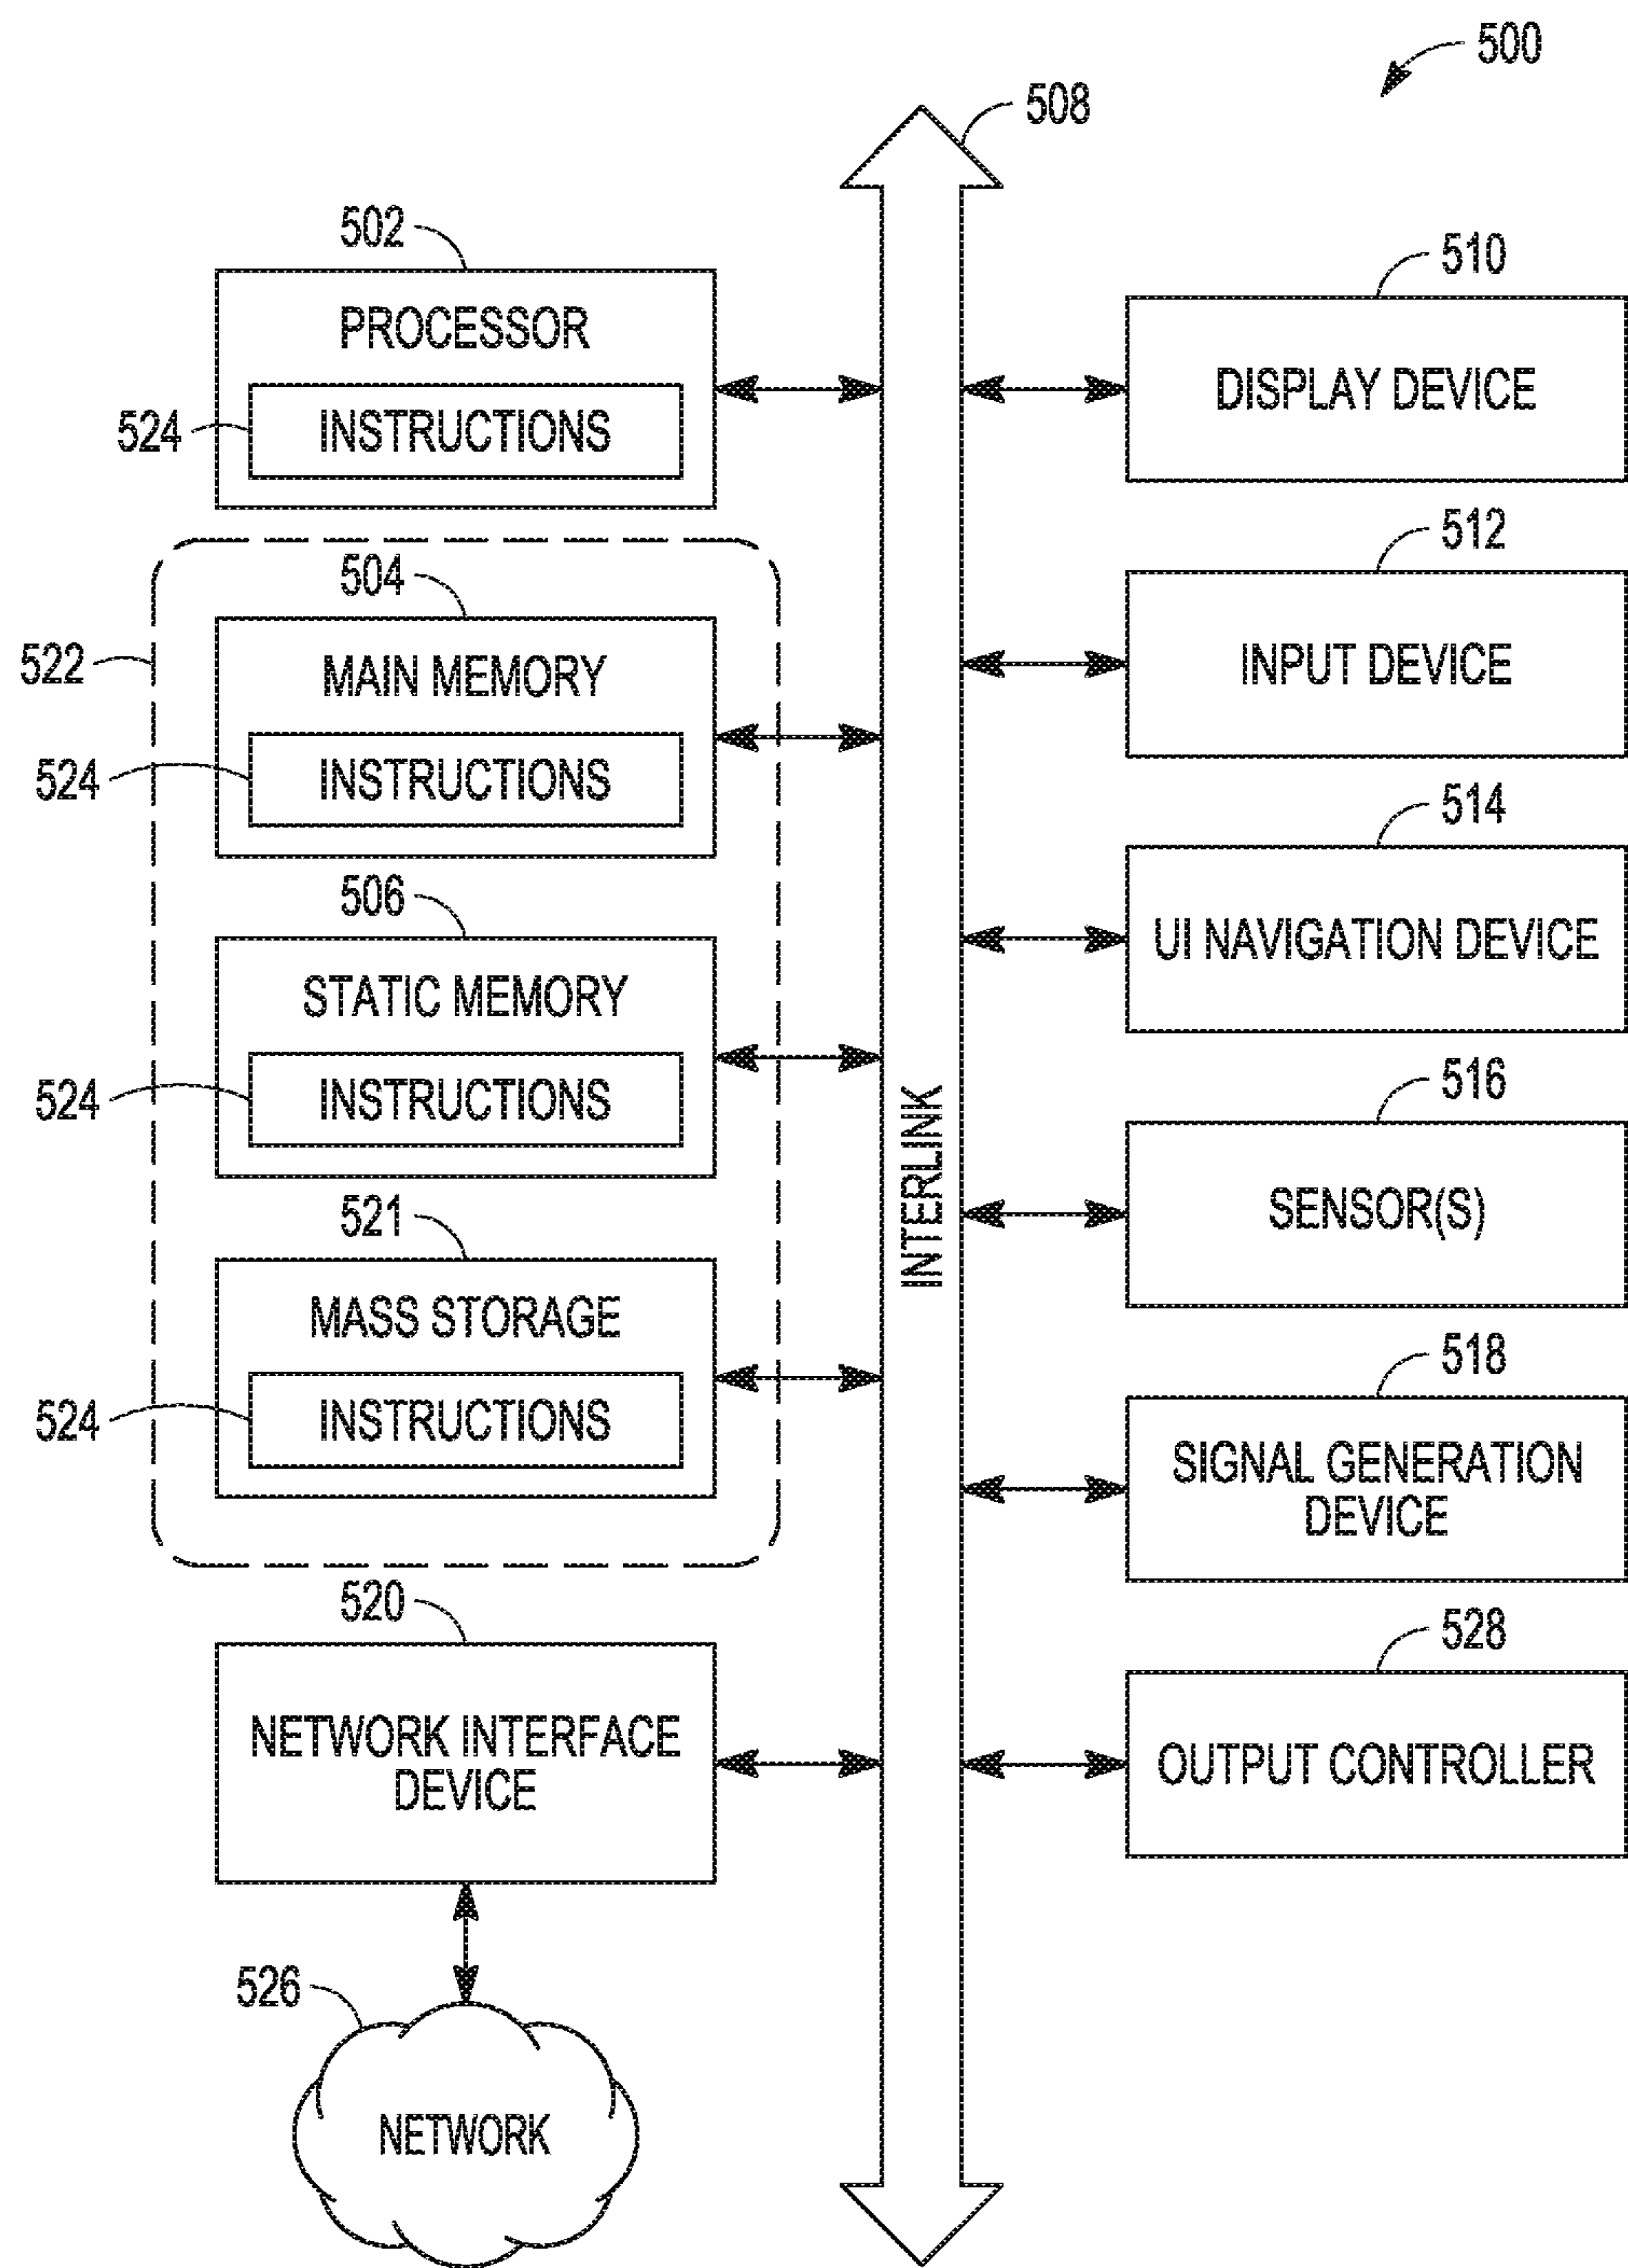 500
508
502
PROCESSOR
524
INSTRUCTIONS
522
504
MAIN MEMORY
524
INSTRUCTIONS
506
STATIC MEMORY
524
INSTRUCTIONS
521
MASS STORAGE
524
INSTRUCTIONS
520
NETWORK INTERFACE
DEVICE
526
NETWORK
INTERLINK
510
DISPLAY DEVICE
512
INPUT DEVICE
514
UI NAVIGATION DEVICE
516
SENSOR(S)
518
SIGNAL GENERATION
DEVICE
528
OUTPUT CONTROLLER